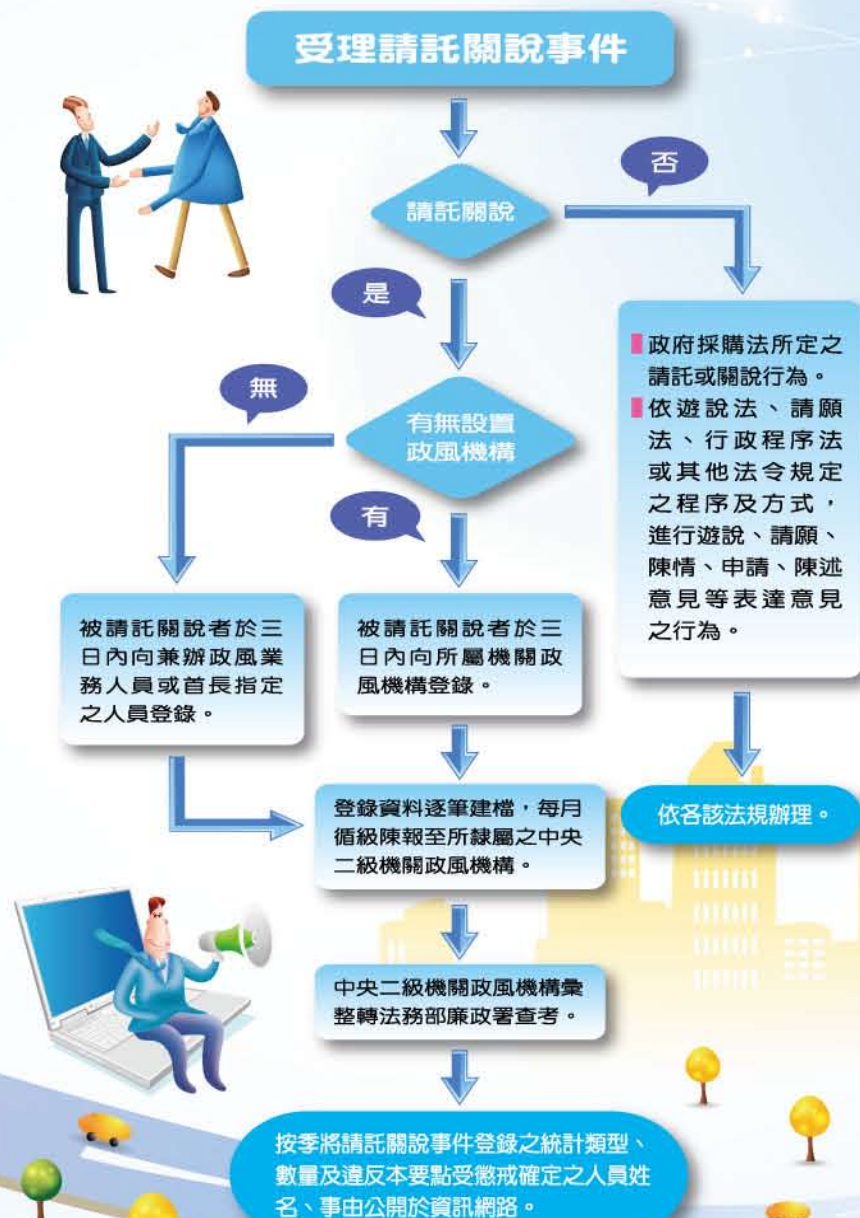 受理請託關說事件
請託關說
否
是
政府採購法所定之
請託或關說行為。
依遊說法、請願
法、行政程序法
或其他法令規定
之程序及方式，
進行遊說、請願、
陳情、申請、陳述
意見等表達意見
之行為。
無
有無設置
政風機構
有
被請託關說者於三
日內向兼辦政風業
務人員或首長指定
之人員登錄。
被請託關說者於三
日內向所屬機關政
風機構登錄。
登錄資料逐筆建檔，每月
循級陳報至所隸屬之中央
二級機關政風機構。
依各該法規辦理。
中央二級機關政風機構彙
整轉法務部廉政署查考。
按季將請託關說事件登錄之統計類型、
數量及違反本要點受懲戒確定之人員姓
名、事由公開於資訊網路。